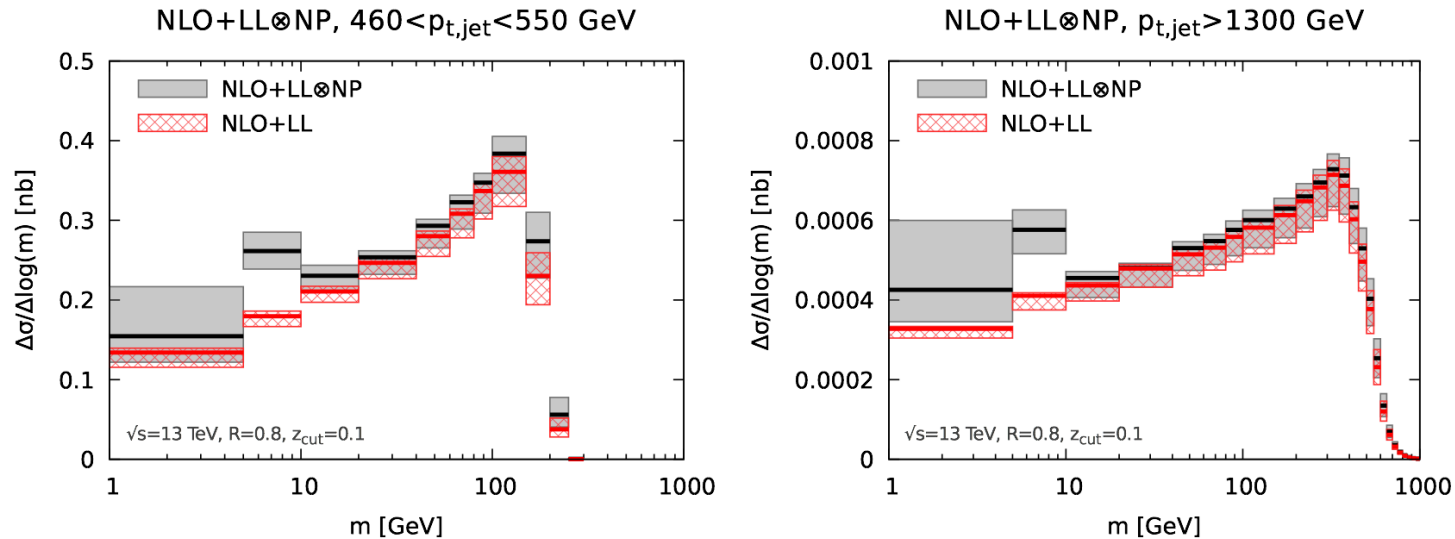 NLO+LL⊗NP, 460<p_t,jet<550 GeV
Δσ/Δlog(m) [nb]
0.5
0.4
0.3
0.2
0.1
0
NLO+LL⊗NP
NLO+LL
√s=13 TeV, R=0.8, z_cut=0.1
1
10
100
1000
m [GeV]
NLO+LL⊗NP, p_t,jet>1300 GeV
Δσ/Δlog(m) [nb]
0.001
0.0008
0.0006
0.0004
0.0002
0
NLO+LL⊗NP
NLO+LL
√s=13 TeV, R=0.8, z_cut=0.1
1
10
100
1000
m [GeV]